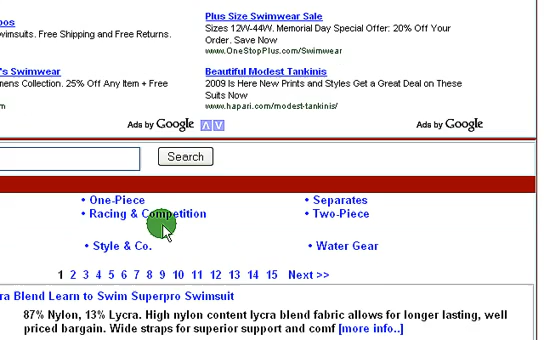 oos
wimsuits. Free Shipping and Free Returns.
's Swimwear
nens Collection. 25% Off Any Item + Free
m
Plus Size Swimwear Sale
Sizes 12W-44W. Memorial Day Special Offer: 20% Off Your
Order. Save Now
www.OneStopPlus.com/Swimwear
Beautiful Modest Tankinis
2009 Is Here New Prints and Styles Get a Great Deal on These
Suits Now
www.hapari.com/modest-tankinis/
Ads by Google
Ads by Google
Search
• One-Piece
• Separates
• Racing & Competition
• Two-Piece
• Style & Co.
• Water Gear
1 2 3 4 5 6 7 8 9 10 11 12 13 14 15 Next >>
ra Blend Learn to Swim Superpro Swimsuit
87% Nylon, 13% Lycra. High nylon content lycra blend fabric allows for longer lasting, well
priced bargain. Wide straps for superior support and comf [more info..]